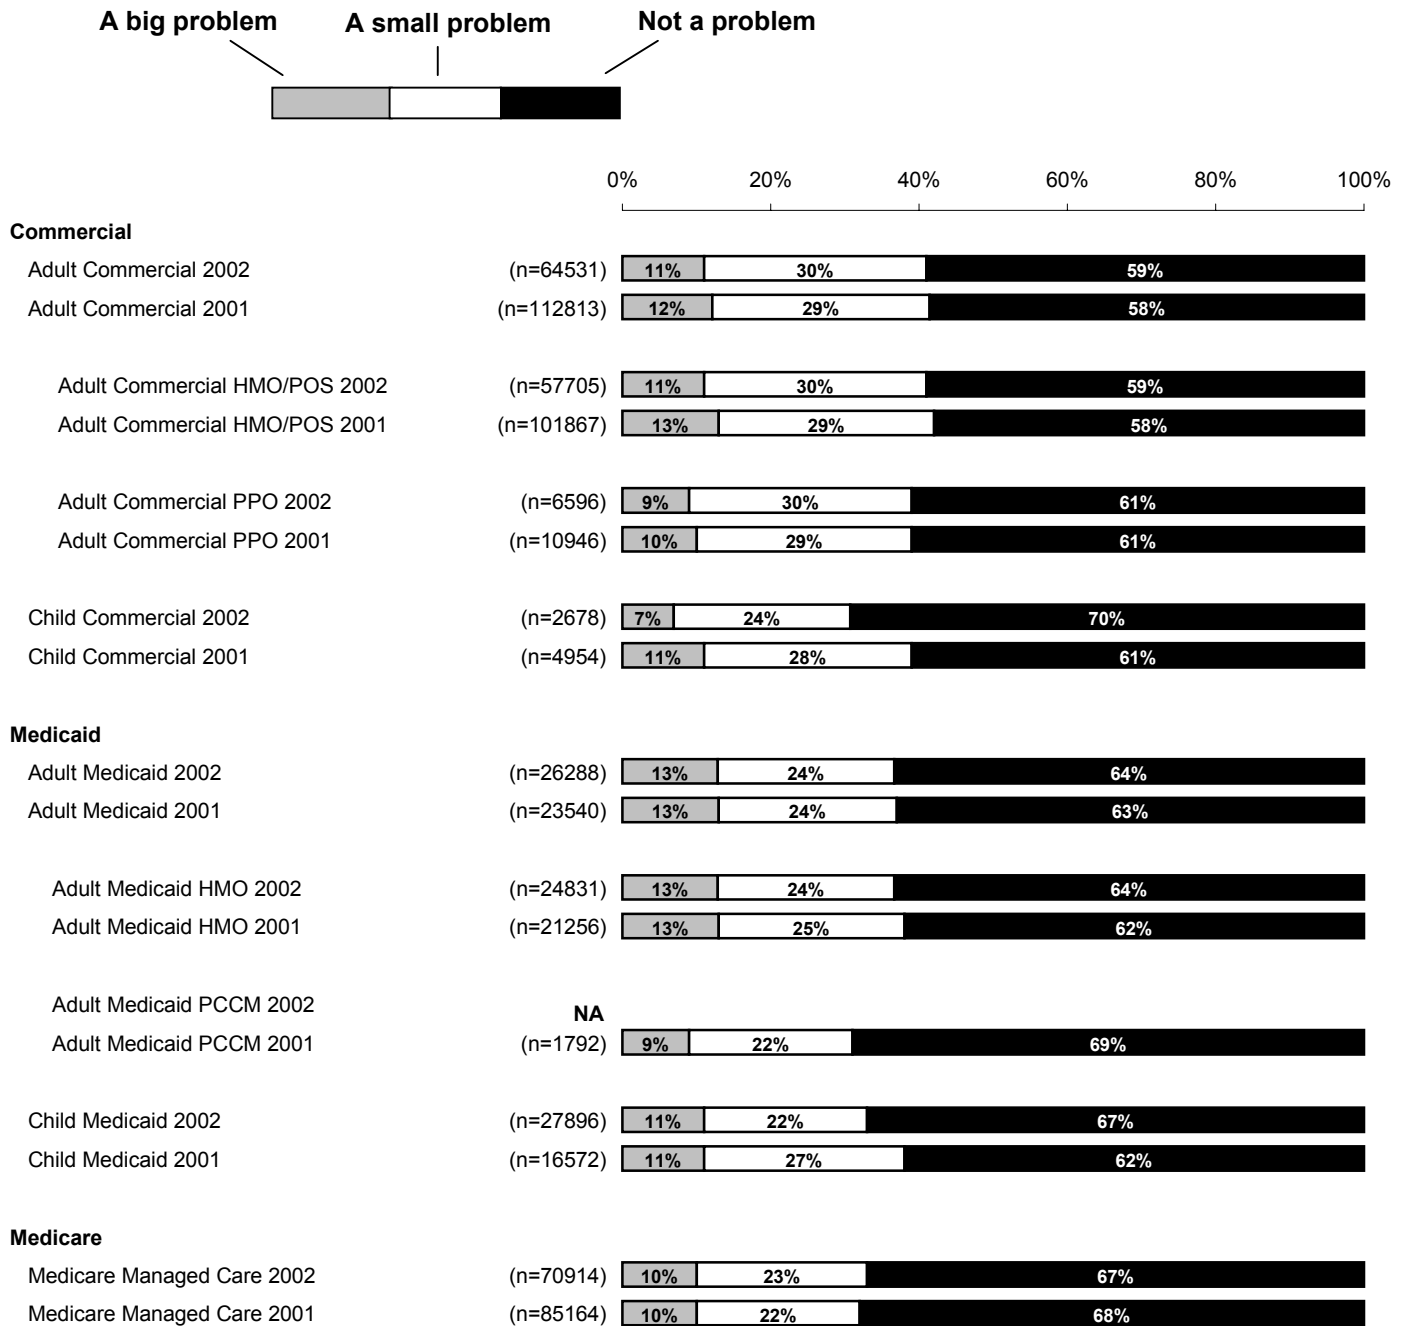 A big problem A small problem Not a problem
0% 20% 40% 60% 80% 100%
Commercial
Adult Commercial 2002 (n=64531) 11% 30% 59%
Adult Commercial 2001 (n=112813) 12% 29% 58%
Adult Commercial HMO/POS 2002 (n=57705) 11% 30% 59%
Adult Commercial HMO/POS 2001 (n=101867) 13% 29% 58%
Adult Commercial PPO 2002 (n=6596) 9% 30% 61%
Adult Commercial PPO 2001 (n=10946) 10% 29% 61%
Child Commercial 2002 (n=2678) 7% 24% 70%
Child Commercial 2001 (n=4954) 11% 28% 61%
Medicaid
Adult Medicaid 2002 (n=26288) 13% 24% 64%
Adult Medicaid 2001 (n=23540) 13% 24% 63%
Adult Medicaid HMO 2002 (n=24831) 13% 24% 64%
Adult Medicaid HMO 2001 (n=21256) 13% 25% 62%
Adult Medicaid PCCM 2002 NA
Adult Medicaid PCCM 2001 (n=1792) 9% 22% 69%
Child Medicaid 2002 (n=27896) 11% 22% 67%
Child Medicaid 2001 (n=16572) 11% 27% 62%
Medicare
Medicare Managed Care 2002 (n=70914) 10% 23% 67%
Medicare Managed Care 2001 (n=85164) 10% 22% 68%